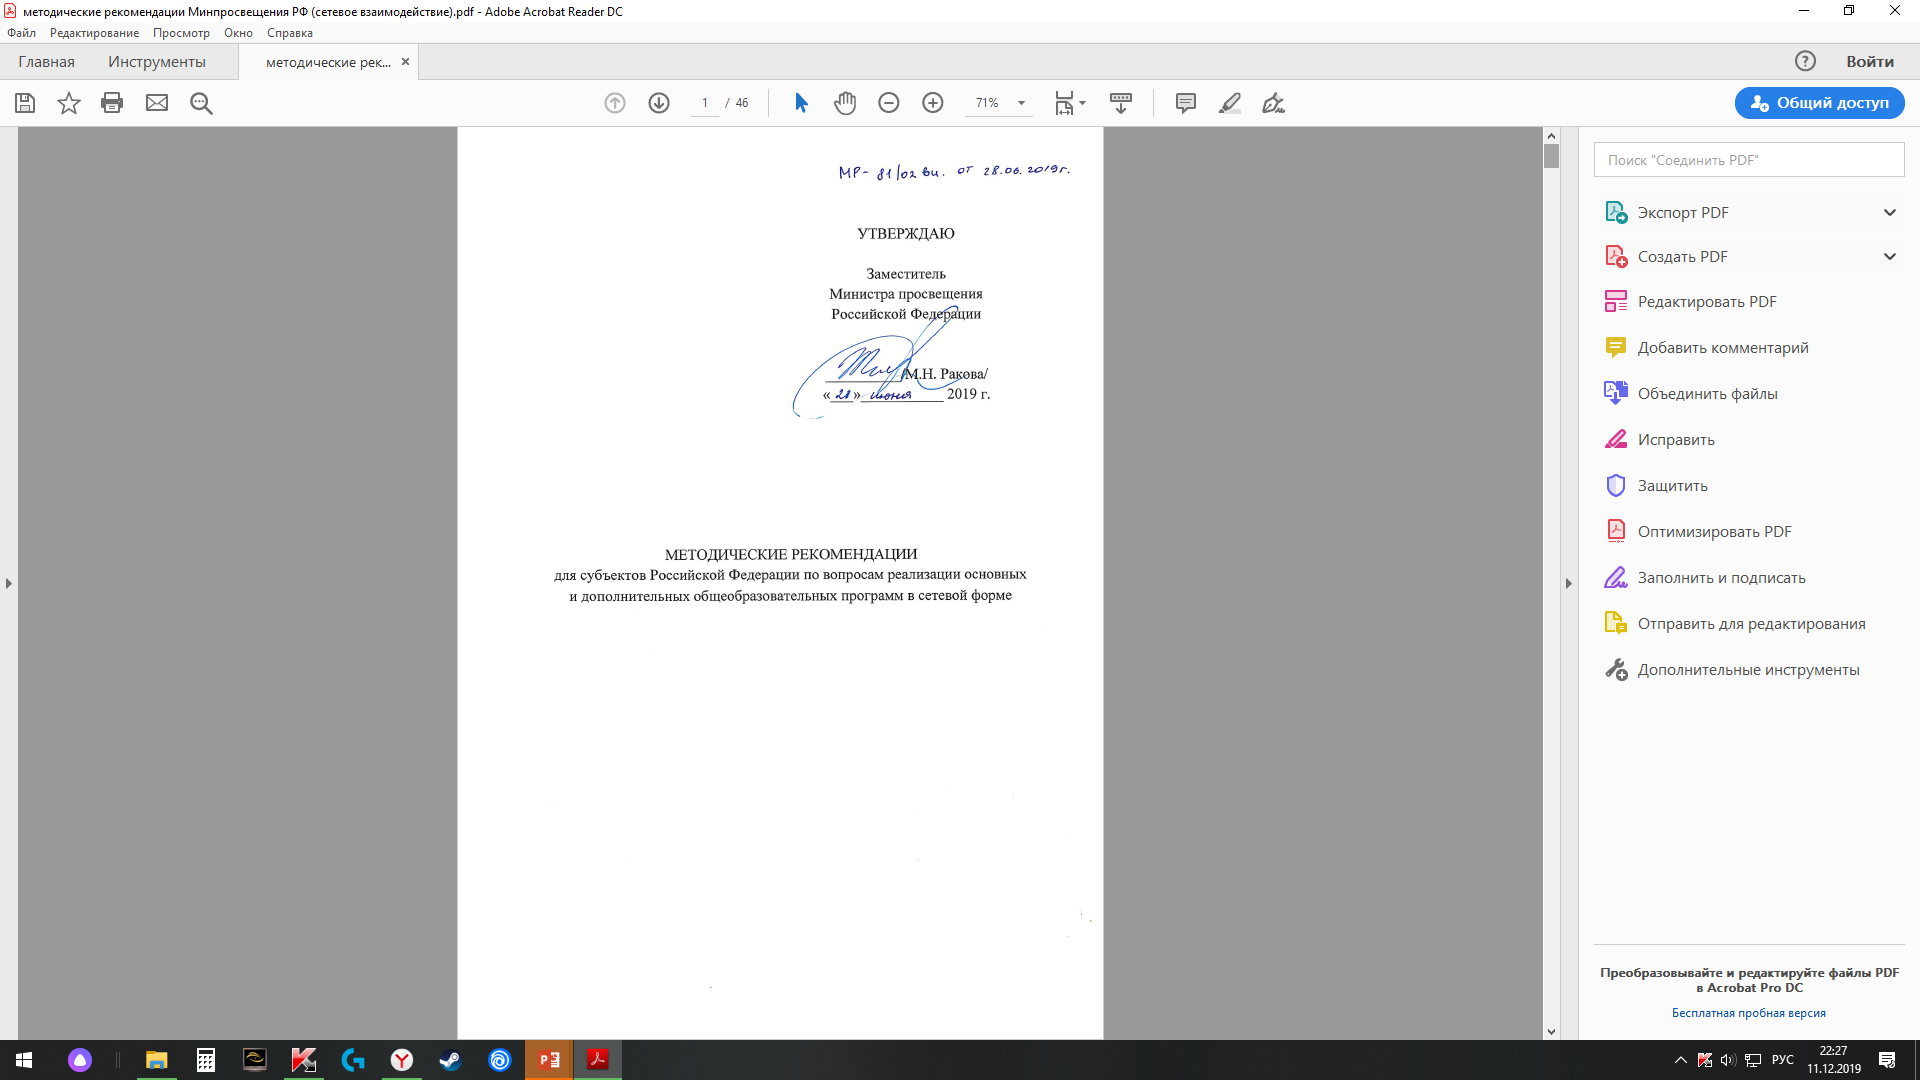 методические рекомендации Минпросвещения РФ (сетевое взаимодействие).pdf - Adobe Acrobat Reader DC
Файл Редактирование Просмотр Окно Справка
Главная Инструменты методические рек... Войти
1 / 46 71% Общий доступ
МР- 81/02 вн. от 28.06.2019г.
УТВЕРЖДАЮ
Заместитель
Министра просвещения
Российской Федерации
/М.Н. Ракова/
«28» июня 2019 г.
МЕТОДИЧЕСКИЕ РЕКОМЕНДАЦИИ
для субъектов Российской Федерации по вопросам реализации основных
и дополнительных общеобразовательных программ в сетевой форме
Поиск "Соединить PDF"
Экспорт PDF
Создать PDF
Редактировать PDF
Добавить комментарий
Объединить файлы
Исправить
Защитить
Оптимизировать PDF
Заполнить и подписать
Отправить для редактирования
Дополнительные инструменты
Преобразовывайте и редактируйте файлы PDF
в Acrobat Pro DC
Бесплатная пробная версия
РУС
22:27
11.12.2019